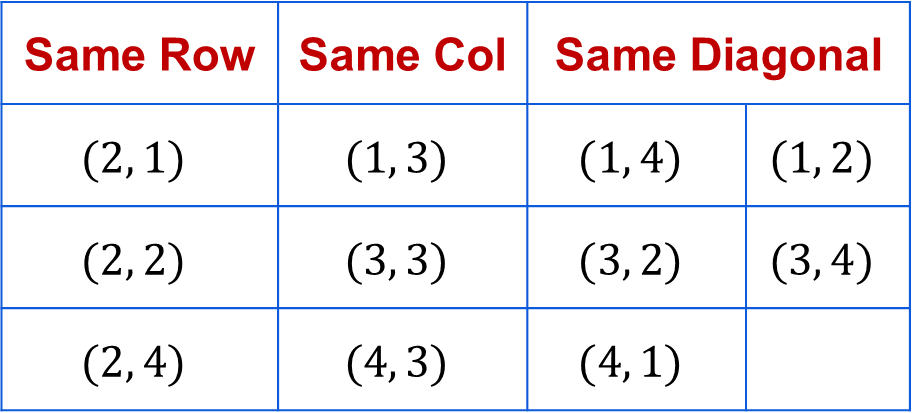 Same Row Same Col Same Diagonal
(2, 1) (1, 3) (1, 4) (1, 2)
(2, 2) (3, 3) (3, 2) (3, 4)
(2, 4) (4, 3) (4, 1)